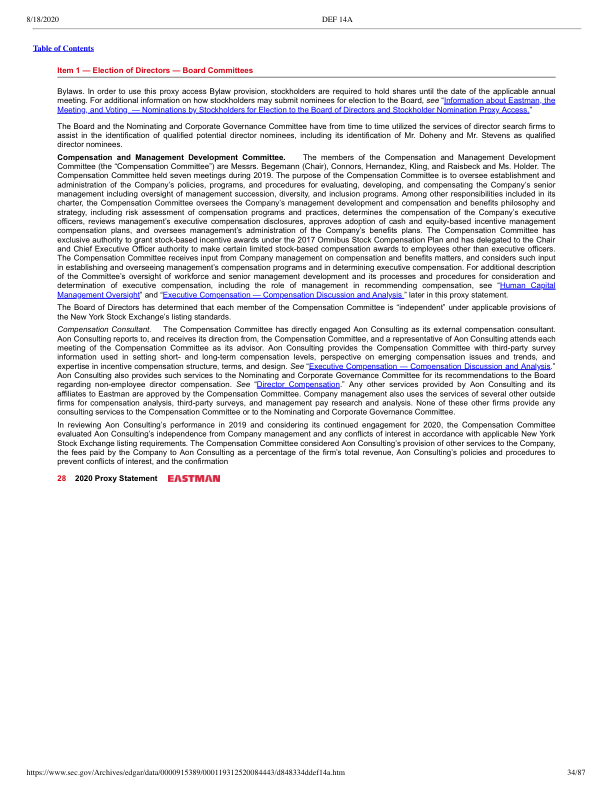 8/18/2020
DEF 14A
Table of Contents
Item 1 — Election of Directors — Board Committees
Bylaws. In order to use this proxy access Bylaw provision, stockholders are required to hold shares until the date of the applicable annual
meeting. For additional information on how stockholders may submit nominees for election to the Board, see “Information about Eastman, the
Meeting, and Voting — Nominations by Stockholders for Election to the Board of Directors and Stockholder Nomination Proxy Access.”
The Board and the Nominating and Corporate Governance Committee have from time to time utilized the services of director search firms to
assist in the identification of qualified potential director nominees, including its identification of Mr. Doheny and Mr. Stevens as qualified
director nominees.
Compensation and Management Development Committee. The members of the Compensation and Management Development
Committee (the “Compensation Committee”) are Messrs. Begemann (Chair), Connors, Hernandez, Kling, and Raisbeck and Ms. Holder. The
Compensation Committee held seven meetings during 2019. The purpose of the Compensation Committee is to oversee establishment and
administration of the Company’s policies, programs, and procedures for evaluating, developing, and compensating the Company’s senior
management including oversight of management succession, diversity, and inclusion programs. Among other responsibilities included in its
charter, the Compensation Committee oversees the Company’s management development and compensation and benefits philosophy and
strategy, including risk assessment of compensation programs and practices, determines the compensation of the Company’s executive
officers, reviews management’s executive compensation disclosures, approves adoption of cash and equity-based incentive management
compensation plans, and oversees management’s administration of the Company’s benefits plans. The Compensation Committee has
exclusive authority to grant stock-based incentive awards under the 2017 Omnibus Stock Compensation Plan and has delegated to the Chair
and Chief Executive Officer authority to make certain limited stock-based compensation awards to employees other than executive officers.
The Compensation Committee receives input from Company management on compensation and benefits matters, and considers such input
in establishing and overseeing management’s compensation programs and in determining executive compensation. For additional description
of the Committee’s oversight of workforce and senior management development and its processes and procedures for consideration and
determination of executive compensation, including the role of management in recommending compensation, see “Human Capital
Management Oversight” and “Executive Compensation — Compensation Discussion and Analysis,” later in this proxy statement.
The Board of Directors has determined that each member of the Compensation Committee is “independent” under applicable provisions of
the New York Stock Exchange’s listing standards.
Compensation Consultant. The Compensation Committee has directly engaged Aon Consulting as its external compensation consultant.
Aon Consulting reports to, and receives its direction from, the Compensation Committee, and a representative of Aon Consulting attends each
meeting of the Compensation Committee as its advisor. Aon Consulting provides the Compensation Committee with third-party survey
information used in setting short- and long-term compensation levels, perspective on emerging compensation issues and trends, and
expertise in incentive compensation structure, terms, and design. See “Executive Compensation — Compensation Discussion and Analysis.”
Aon Consulting also provides such services to the Nominating and Corporate Governance Committee for its recommendations to the Board
regarding non-employee director compensation. See “Director Compensation.” Any other services provided by Aon Consulting and its
affiliates to Eastman are approved by the Compensation Committee. Company management also uses the services of several other outside
firms for compensation analysis, third-party surveys, and management pay research and analysis. None of these other firms provide any
consulting services to the Compensation Committee or to the Nominating and Corporate Governance Committee.
In reviewing Aon Consulting’s performance in 2019 and considering its continued engagement for 2020, the Compensation Committee
evaluated Aon Consulting’s independence from Company management and any conflicts of interest in accordance with applicable New York
Stock Exchange listing requirements. The Compensation Committee considered Aon Consulting’s provision of other services to the Company,
the fees paid by the Company to Aon Consulting as a percentage of the firm’s total revenue, Aon Consulting’s policies and procedures to
prevent conflicts of interest, and the confirmation
28 2020 Proxy Statement EASTMAN
https://www.sec.gov/Archives/edgar/data/0000915389/000119312520084443/d848334ddef14a.htm
34/87